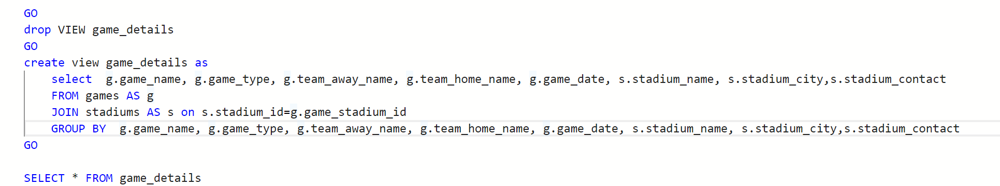 GO
drop VIEW game_details
GO
create view game_details as
select  g.game_name, g.game_type, g.team_away_name, g.team_home_name, g.game_date, s.stadium_name, s.stadium_city,s.stadium_contact
FROM games AS g
JOIN stadiums AS s on s.stadium_id=g.game_stadium_id
GROUP BY  g.game_name, g.game_type, g.team_away_name, g.team_home_name, g.game_date, s.stadium_name, s.stadium_city,s.stadium_contact
GO
SELECT * FROM game_details